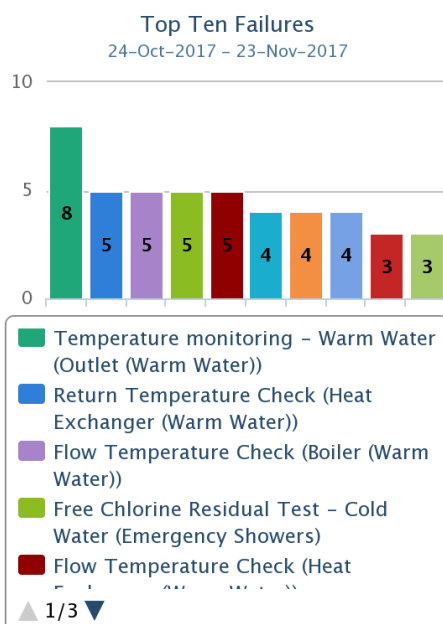 Top Ten Failures
24-Oct-2017 – 23-Nov-2017
10
5
0
8
5
5
5
5
4
4
4
3
3
Temperature monitoring – Warm Water
(Outlet (Warm Water))
Return Temperature Check (Heat
Exchanger (Warm Water))
Flow Temperature Check (Boiler (Warm
Water))
Free Chlorine Residual Test – Cold
Water (Emergency Showers)
Flow Temperature Check (Heat
1/3